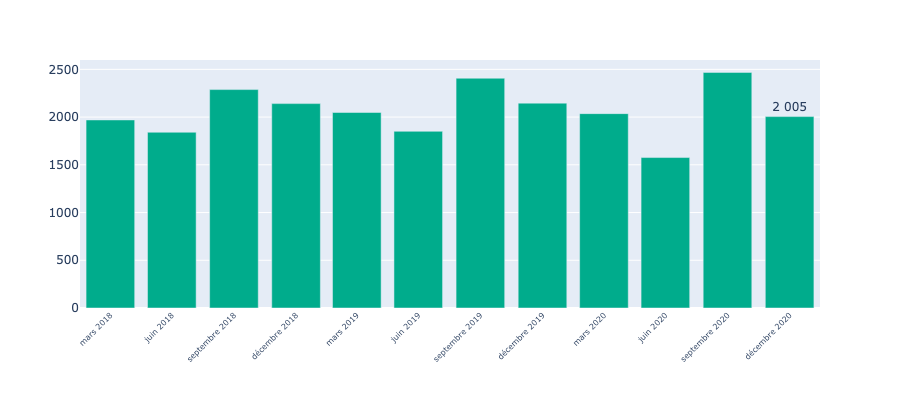 2500
2 005
2000
1500
1000
500
0
mars 2018
juin 2018
septembre 2018
décembre 2018
mars 2019
juin 2019
septembre 2019
décembre 2019
mars 2020
juin 2020
septembre 2020
décembre 2020